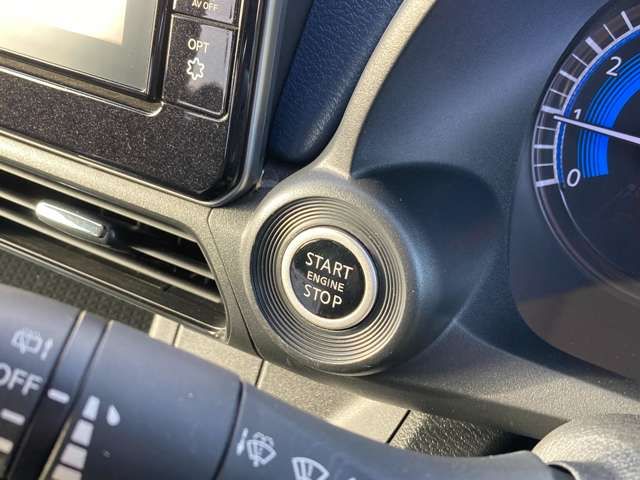 AV OFF
OPT
START
ENGINE
STOP
2
1
0
OFF